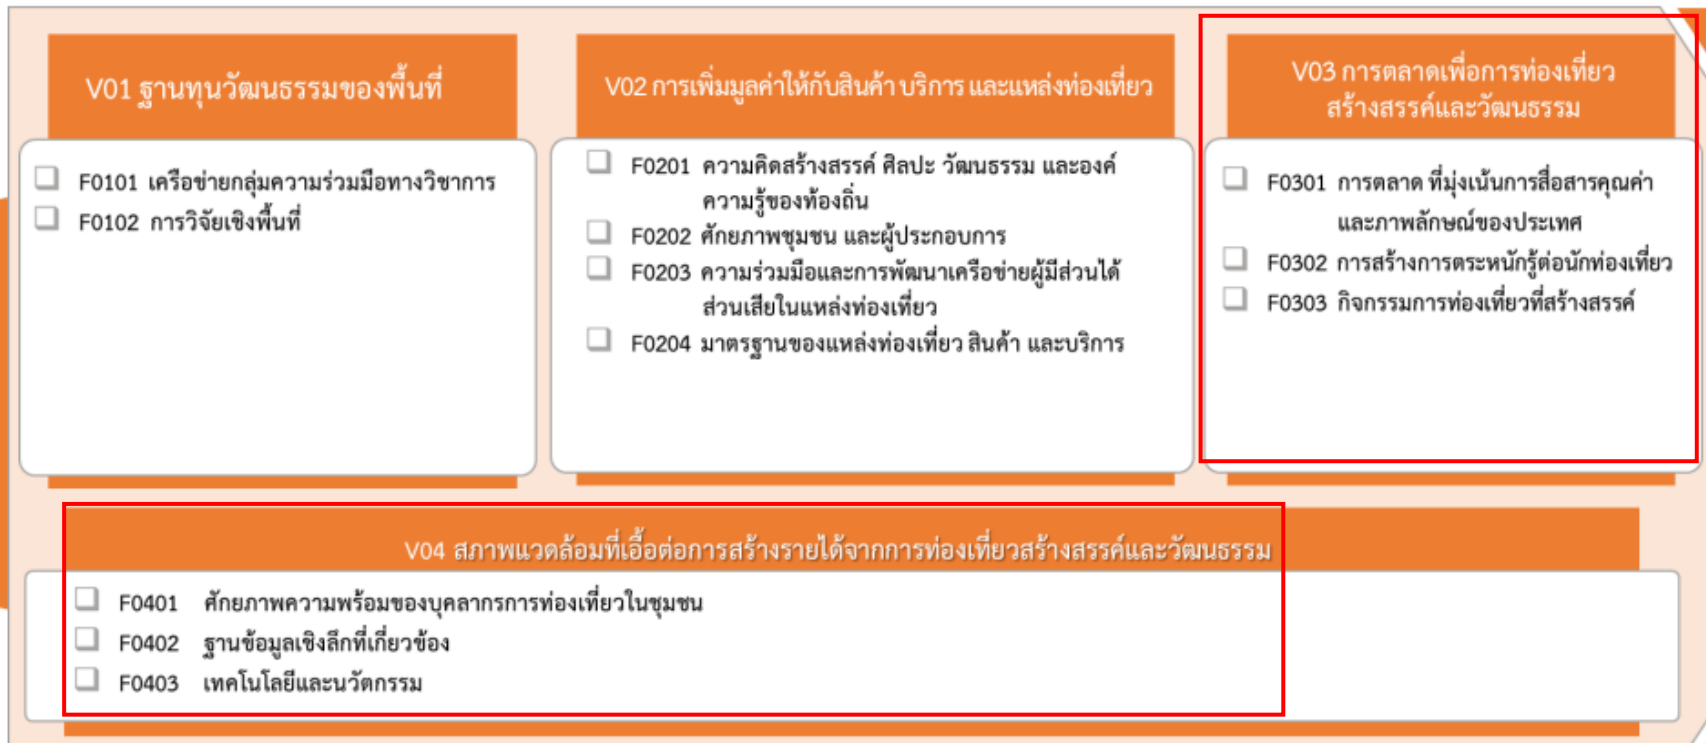 V01 ฐานทุนวัฒนธรรมของพื้นที่
F0101 เครือข่ายกลุ่มความร่วมมือทางวิชาการ
F0102 การวิจัยเชิงพื้นที่
V02 การเพิ่มมูลค่าให้กับสินค้า บริการ และแหล่งท่องเที่ยว
F0201 ความคิดสร้างสรรค์ ศิลปะ วัฒนธรรม และองค์
ความรู้ของท้องถิ่น
F0202 ศักยภาพชุมชน และผู้ประกอบการ
F0203 ความร่วมมือและการพัฒนาเครือข่ายผู้มีส่วนได้
ส่วนเสียในแหล่งท่องเที่ยว
F0204 มาตรฐานของแหล่งท่องเที่ยว สินค้า และบริการ
V03 การตลาดเพื่อการท่องเที่ยว
สร้างสรรค์และวัฒนธรรม
F0301 การตลาด ที่มุ่งเน้นการสื่อสารคุณค่า
และภาพลักษณ์ของประเทศ
F0302 การสร้างการตระหนักรู้ต่อนักท่องเที่ยว
F0303 กิจกรรมการท่องเที่ยวที่สร้างสรรค์
V04 สภาพแวดล้อมที่เอื้อต่อการสร้างรายได้จากการท่องเที่ยวสร้างสรรค์และวัฒนธรรม
F0401 ศักยภาพความพร้อมของบุคลากรการท่องเที่ยวในชุมชน
F0402 ฐานข้อมูลเชิงลึกที่เกี่ยวข้อง
F0403 เทคโนโลยีและนวัตกรรม